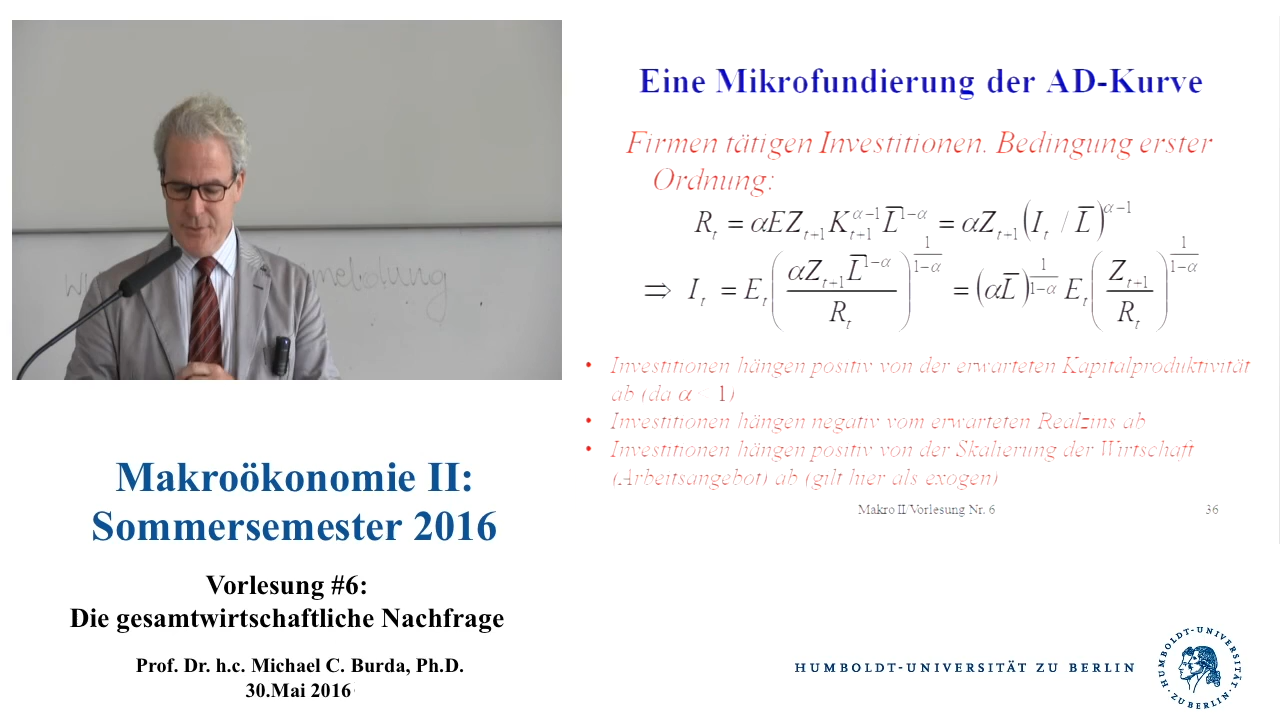 meldung
Makroökonomie II:
Sommersemester 2016
Vorlesung #6:
Die gesamtwirtschaftliche Nachfrage
Prof. Dr. h.c. Michael C. Burda, Ph.D.
30.Mai 2016
Eine Mikrofundierung der AD-Kurve
Firmen tätigen Investitionen. Bedingung erster
Ordnung:
R_t = αEZ_{t+1} K_{t+1}^{α−1} L̅^{1−α} = αZ_{t+1} (I_t / L̅)^{α−1}
⇒ I_t = E_t (αZ_{t+1} L̅^{1−α} / R_t)^{1/(1−α)} = (αL̅)^{1/(1−α)} E_t (Z_{t+1} / R_t)^{1/(1−α)}
• Investitionen hängen positiv von der erwarteten Kapitalproduktivität
ab (da α < 1)
• Investitionen hängen negativ vom erwarteten Realzins ab
• Investitionen hängen positiv von der Skalierung der Wirtschaft
(Arbeitsangebot) ab (gilt hier als exogen)
Makro II/Vorlesung Nr. 6 36
HUMBOLDT-UNIVERSITÄT ZU BERLIN
HUMBOLDT-UNIVERSITÄT ZU BERLIN